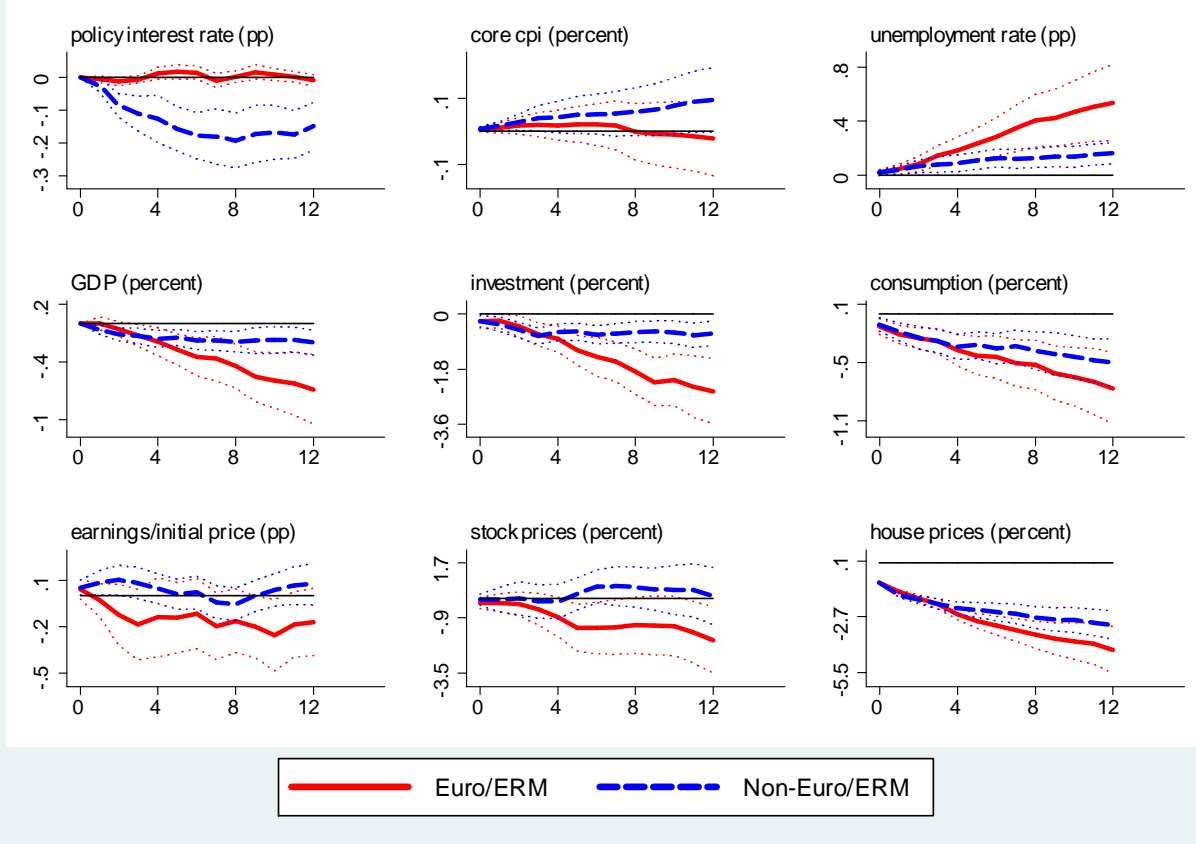 policy interest rate (pp)
0
-.1
-.2
-.3
0 4 8 12
core cpi (percent)
.1
-.1
0 4 8 12
unemployment rate (pp)
.8
.4
0
0 4 8 12
GDP (percent)
.2
-.4
-1
0 4 8 12
investment (percent)
0
-1.8
-3.6
0 4 8 12
consumption (percent)
.1
-.5
-1.1
0 4 8 12
earnings/initial price (pp)
.1
-.2
-.5
0 4 8 12
stock prices (percent)
1.7
-.9
-3.5
0 4 8 12
house prices (percent)
.1
-2.7
-5.5
0 4 8 12
Euro/ERM Non-Euro/ERM